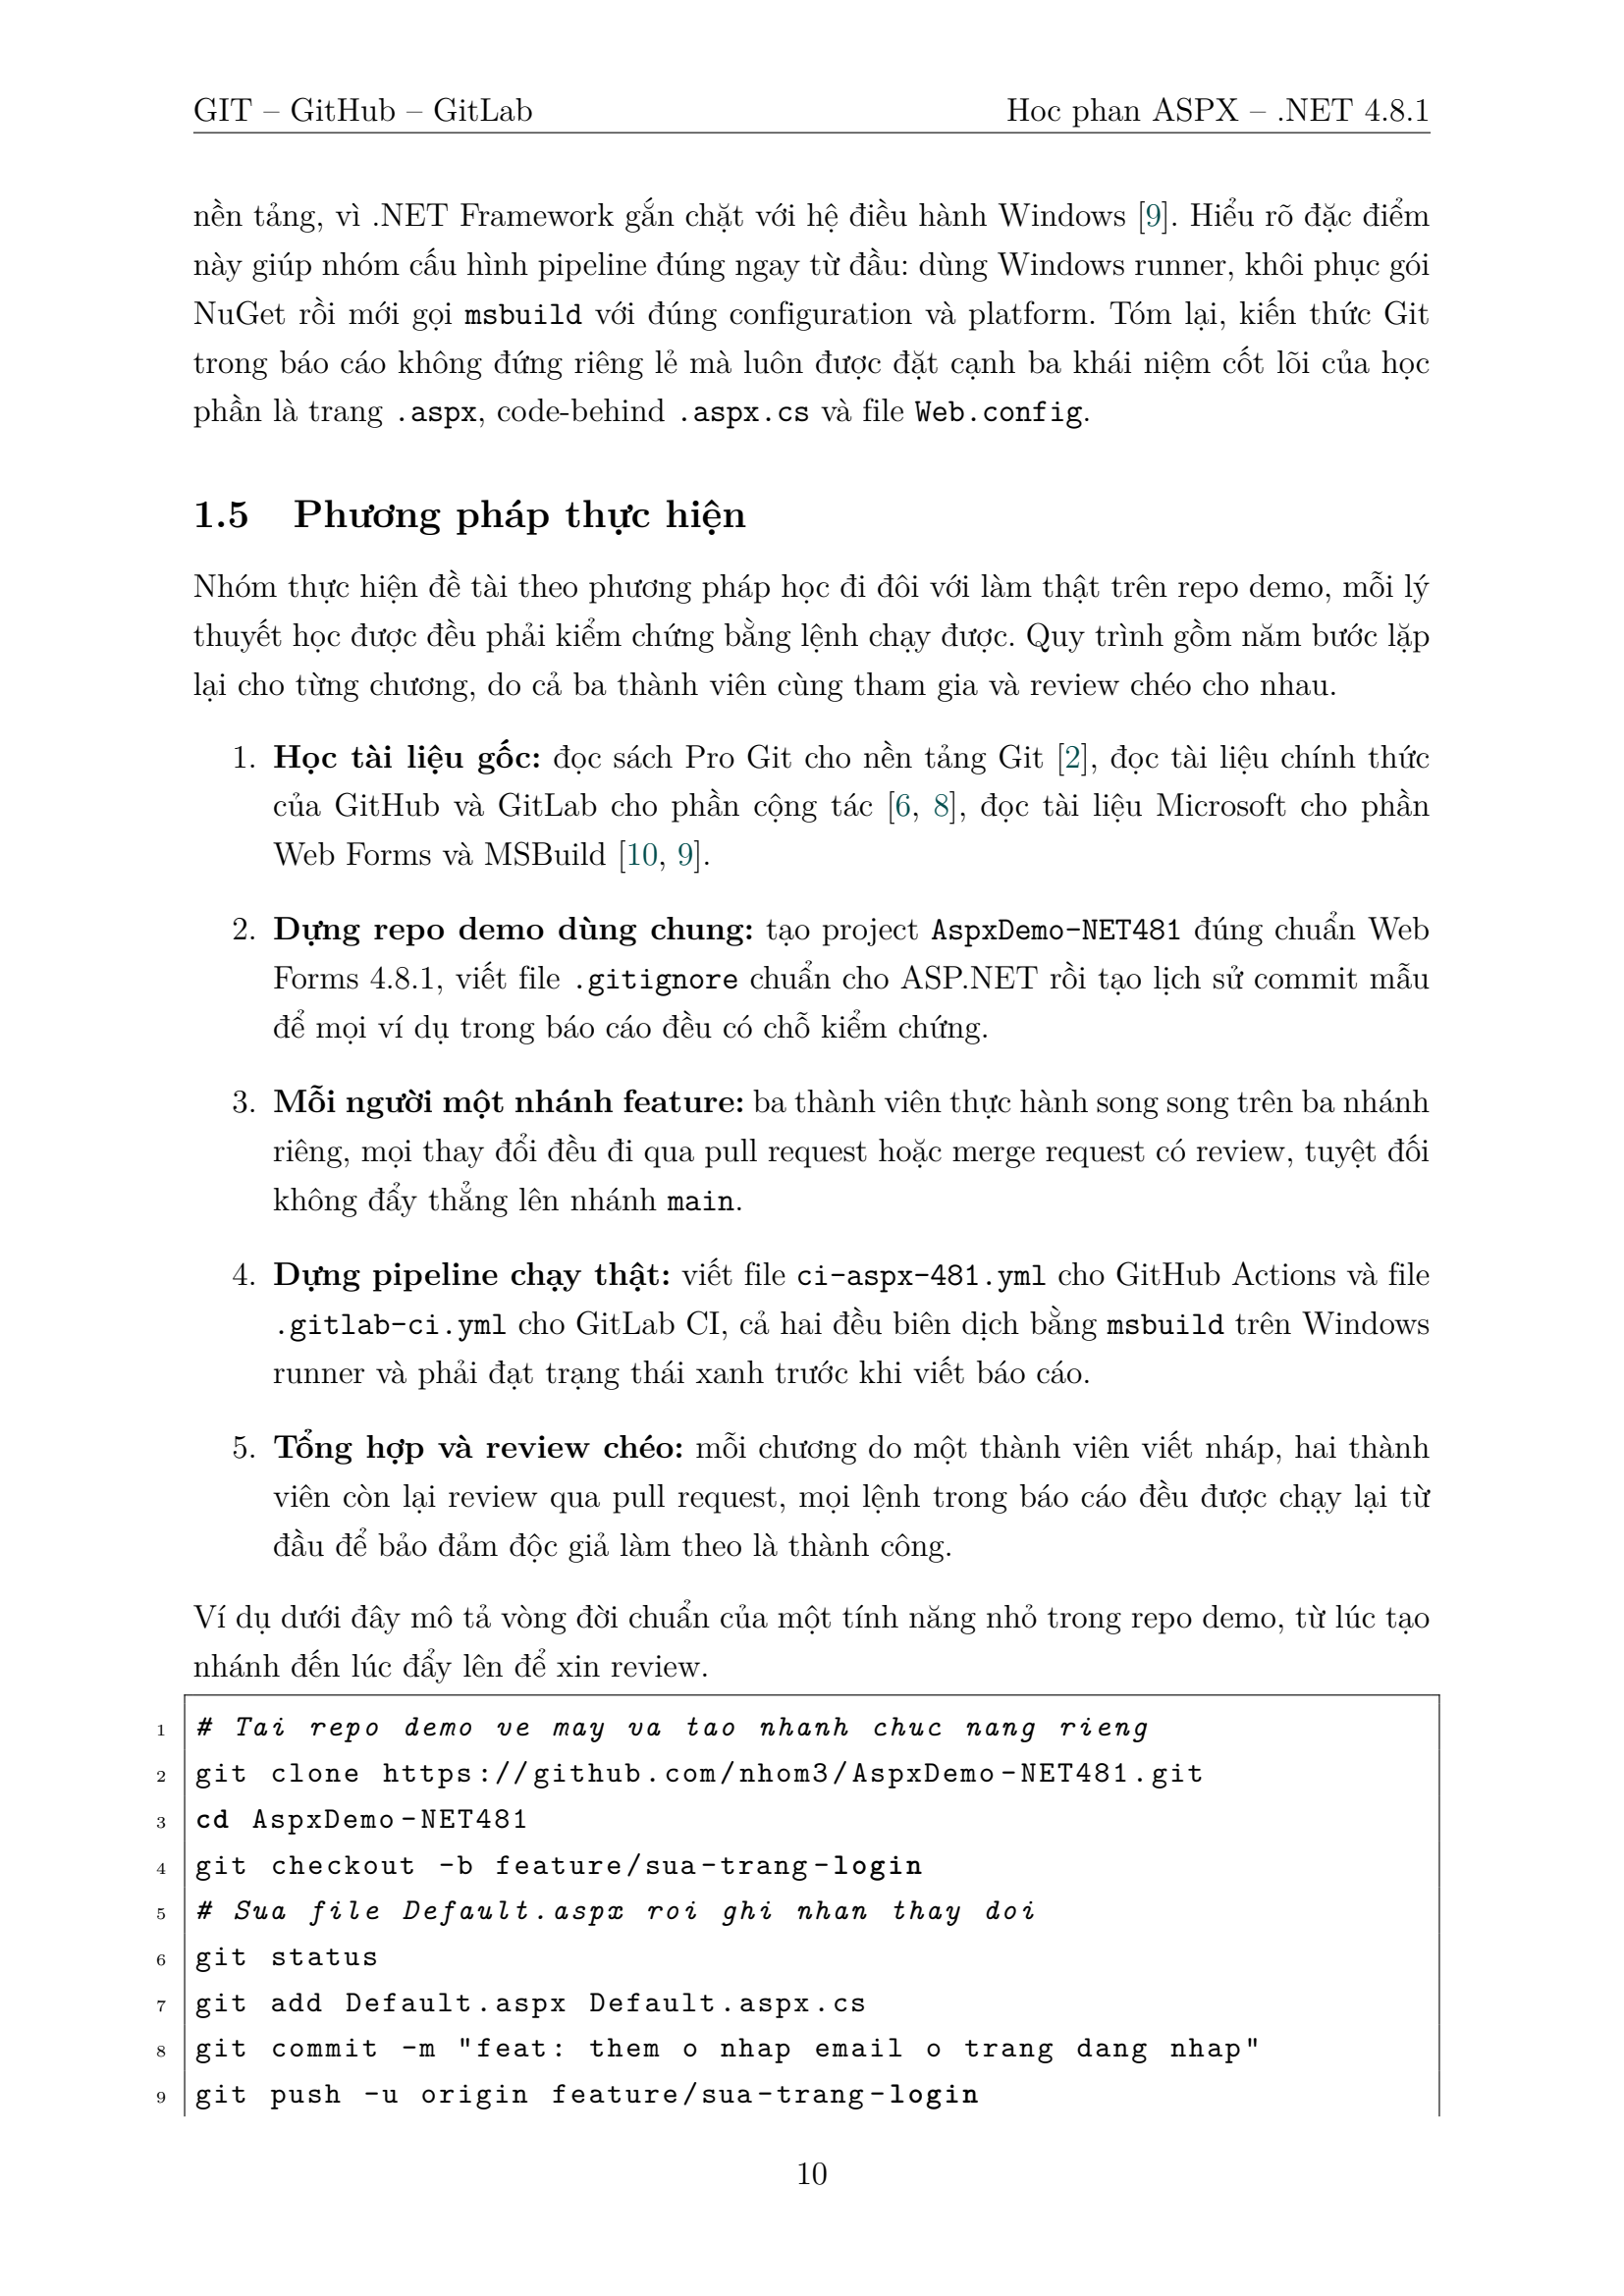 GIT – GitHub – GitLab
Hoc phan ASPX – .NET 4.8.1
nền tảng, vì .NET Framework gắn chặt với hệ điều hành Windows [9]. Hiểu rõ đặc điểm
này giúp nhóm cấu hình pipeline đúng ngay từ đầu: dùng Windows runner, khôi phục gói
NuGet rồi mới gọi msbuild với đúng configuration và platform. Tóm lại, kiến thức Git
trong báo cáo không đứng riêng lẻ mà luôn được đặt cạnh ba khái niệm cốt lõi của học
phần là trang .aspx, code-behind .aspx.cs và file Web.config.
1.5 Phương pháp thực hiện
Nhóm thực hiện đề tài theo phương pháp học đi đôi với làm thật trên repo demo, mỗi lý
thuyết học được đều phải kiểm chứng bằng lệnh chạy được. Quy trình gồm năm bước lặp
lại cho từng chương, do cả ba thành viên cùng tham gia và review chéo cho nhau.
1. Học tài liệu gốc: đọc sách Pro Git cho nền tảng Git [2], đọc tài liệu chính thức
của GitHub và GitLab cho phần cộng tác [6, 8], đọc tài liệu Microsoft cho phần
Web Forms và MSBuild [10, 9].
2. Dựng repo demo dùng chung: tạo project AspxDemo-NET481 đúng chuẩn Web
Forms 4.8.1, viết file .gitignore chuẩn cho ASP.NET rồi tạo lịch sử commit mẫu
để mọi ví dụ trong báo cáo đều có chỗ kiểm chứng.
3. Mỗi người một nhánh feature: ba thành viên thực hành song song trên ba nhánh
riêng, mọi thay đổi đều đi qua pull request hoặc merge request có review, tuyệt đối
không đẩy thẳng lên nhánh main.
4. Dựng pipeline chạy thật: viết file ci-aspx-481.yml cho GitHub Actions và file
.gitlab-ci.yml cho GitLab CI, cả hai đều biên dịch bằng msbuild trên Windows
runner và phải đạt trạng thái xanh trước khi viết báo cáo.
5. Tổng hợp và review chéo: mỗi chương do một thành viên viết nháp, hai thành
viên còn lại review qua pull request, mọi lệnh trong báo cáo đều được chạy lại từ
đầu để bảo đảm độc giả làm theo là thành công.
Ví dụ dưới đây mô tả vòng đời chuẩn của một tính năng nhỏ trong repo demo, từ lúc tạo
nhánh đến lúc đẩy lên để xin review.
1 # Tai repo demo ve may va tao nhanh chuc nang rieng
2 git clone https://github.com/nhom3/AspxDemo-NET481.git
3 cd AspxDemo-NET481
4 git checkout -b feature/sua-trang-login
5 # Sua file Default.aspx roi ghi nhan thay doi
6 git status
7 git add Default.aspx Default.aspx.cs
8 git commit -m "feat: them o nhap email o trang dang nhap"
9 git push -u origin feature/sua-trang-login
10